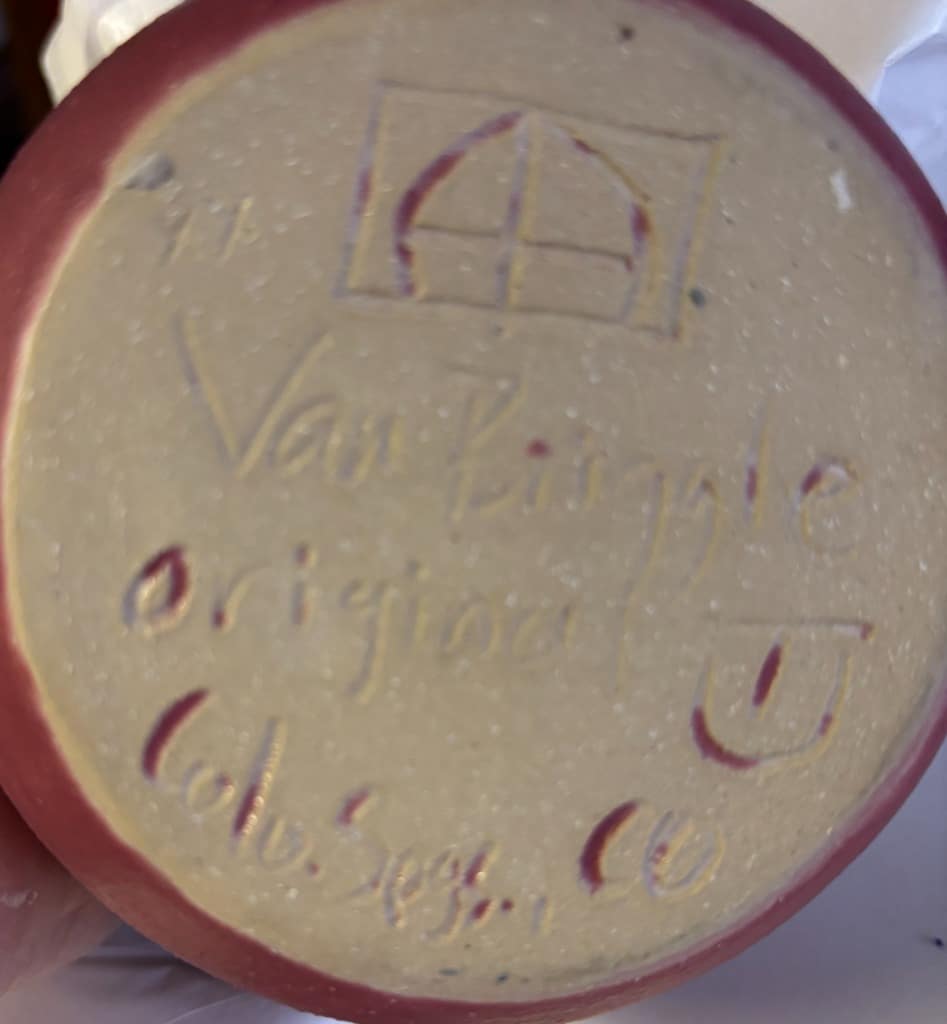 Van Briggle
Original
Colo. Spgs., CO